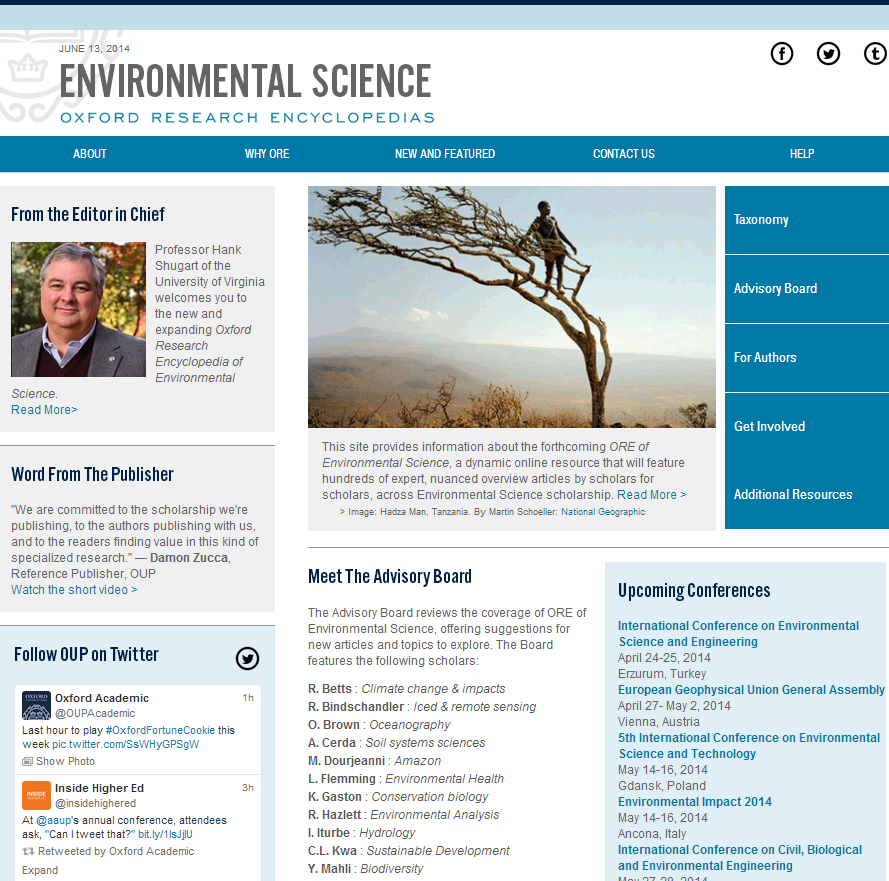 JUNE 13, 2014
ENVIRONMENTAL SCIENCE
OXFORD RESEARCH ENCYCLOPEDIAS
ABOUT WHY ORE NEW AND FEATURED CONTACT US HELP
From the Editor in Chief
Professor Hank
Shugart of the
University of Virginia
welcomes you to
the new and
expanding Oxford
Research
Encyclopedia of
Environmental
Science.
Read More>
Word From The Publisher
"We are committed to the scholarship we're
publishing, to the authors publishing with us,
and to the readers finding value in this kind of
specialized research." — Damon Zucca,
Reference Publisher, OUP
Watch the short video >
Follow OUP on Twitter
Oxford Academic 1h
@OUPAcademic
Last hour to play #OxfordFortuneCookie this
week pic.twitter.com/SsWHyGPSgW
Show Photo
Inside Higher Ed 3h
@insidehighered
At @aaup's annual conference, attendees
ask, "Can I tweet that?" bit.ly/1lsJjlU
Retweeted by Oxford Academic
Expand
This site provides information about the forthcoming ORE of
Environmental Science, a dynamic online resource that will feature
hundreds of expert, nuanced overview articles by scholars for
scholars, across Environmental Science scholarship. Read More >
> Image: Hadza Man, Tanzania. By Martin Schoeller: National Geographic
Taxonomy
Advisory Board
For Authors
Get Involved
Additional Resources
Meet The Advisory Board
The Advisory Board reviews the coverage of ORE of
Environmental Science, offering suggestions for
new articles and topics to explore. The Board
features the following scholars:
R. Betts : Climate change & impacts
R. Bindschandler : Iced & remote sensing
O. Brown : Oceanography
A. Cerda : Soil systems sciences
M. Dourjeanni : Amazon
L. Flemming : Environmental Health
K. Gaston : Conservation biology
R. Hazlett : Environmental Analysis
I. Iturbe : Hydrology
C.L. Kwa : Sustainable Development
Y. Mahli : Biodiversity
Upcoming Conferences
International Conference on Environmental
Science and Engineering
April 24-25, 2014
Erzurum, Turkey
European Geophysical Union General Assembly
April 27- May 2, 2014
Vienna, Austria
5th International Conference on Environmental
Science and Technology
May 14-16, 2014
Gdansk, Poland
Environmental Impact 2014
May 14-16, 2014
Ancona, Italy
International Conference on Civil, Biological
and Environmental Engineering
May 27-28, 2014